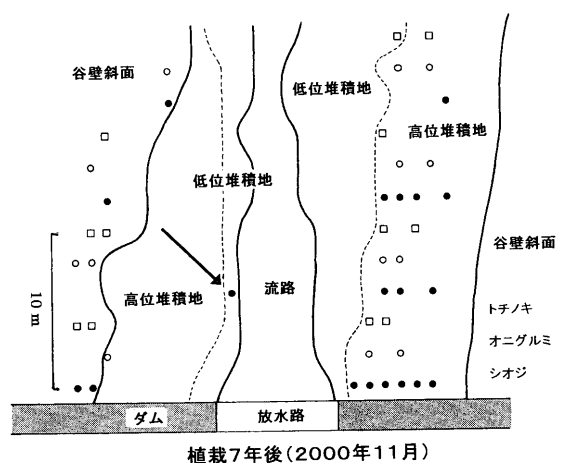 谷壁斜面
低位堆積地
高位堆積地
低位堆積地
谷壁斜面
10 m
高位堆積地
流路
トチノキ
オニグルミ
シオジ
ダム
放水路
植栽7年後(2000年11月)